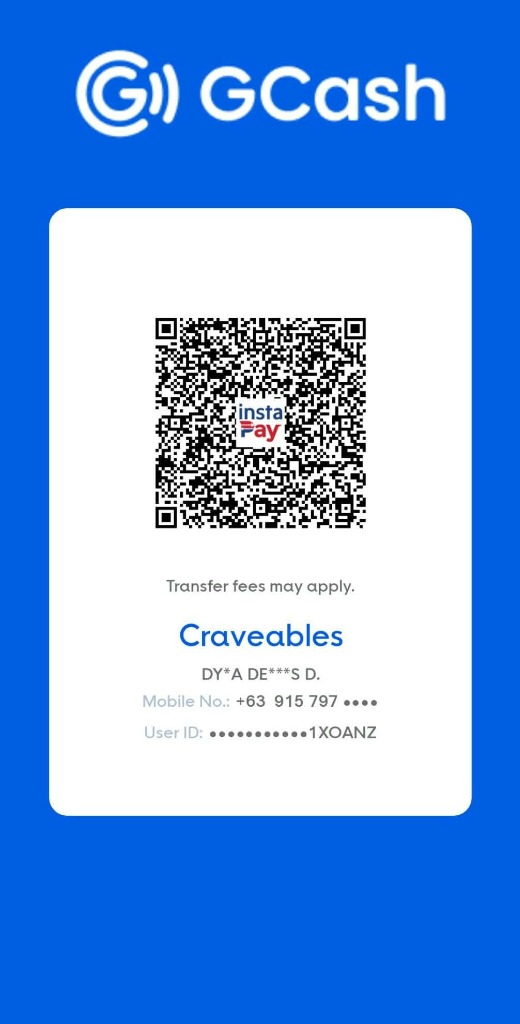 GCash
insta
Pay
Transfer fees may apply.
Craveables
DY*A DE***S D.
Mobile No.: +63 915 797 ••••
User ID: •••••••••••1XOANZ